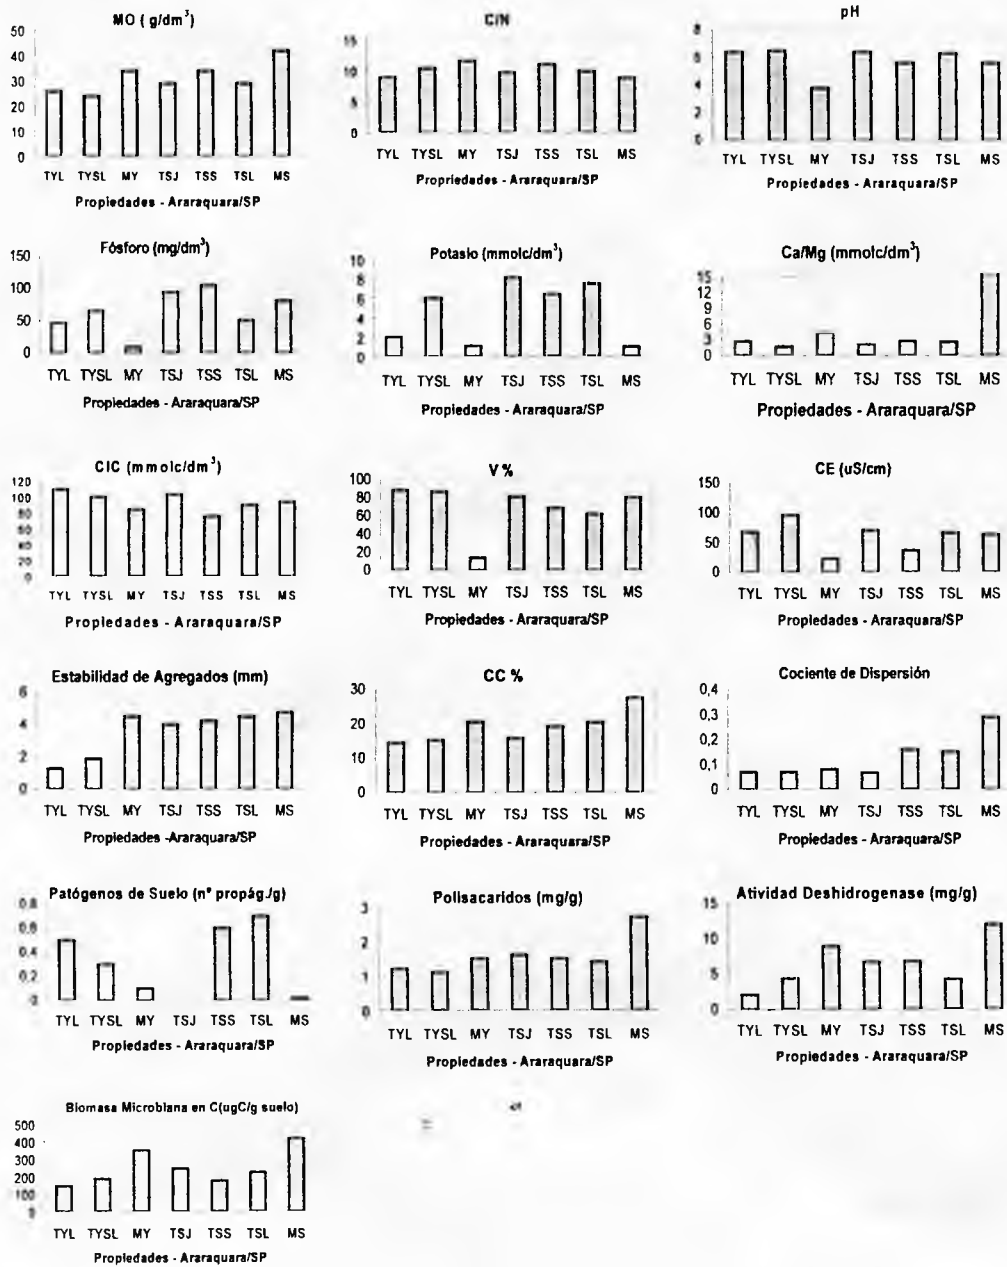 MO ( g/dm³)
50
40
30
20
10
0
TYL TYSL MY TSJ TSS TSL MS
Propiedades - Araraquara/SP
C/N
15
10
5
0
TYL TYSL MY TSJ TSS TSL MS
Propriedades - Araraquara/SP
pH
8
6
4
2
0
TYL TYSL MY TSJ TSS TSL MS
Propiedades - Araraquara/SP
Fósforo (mg/dm³)
150
100
50
0
TYL TYSL MY TSJ TSS TSL MS
Propiedades - Araraquara/SP
Potasio (mmolc/dm³)
10
8
6
4
2
0
TYL TYSL MY TSJ TSS TSL MS
Propiedades - Araraquara/SP
Ca/Mg (mmolc/dm³)
15
12
9
6
3
0
TYL TYSL MY TSJ TSS TSL MS
Propiedades - Araraquara/SP
CIC (mmolc/dm³)
120
100
80
60
40
20
0
TYL TYSL MY TSJ TSS TSL MS
Propiedades - Araraquara/SP
V %
100
80
60
40
20
0
TYL TYSL MY TSJ TSS TSL MS
Propiedades - Araraquara/SP
CE (uS/cm)
150
100
50
0
TYL TYSL MY TSJ TSS TSL MS
Propiedades - Araraquara/SP
Estabilidad de Agregados (mm)
6
4
2
0
TYL TYSL MY TSJ TSS TSL MS
Propiedades -Araraquara/SP
CC %
30
20
10
0
TYL TYSL MY TSJ TSS TSL MS
Propiedades - Araraquara/SP
Cociente de Dispersión
0,4
0,3
0,2
0,1
0
TYL TYSL MY TSJ TSS TSL MS
Propiedades - Araraquara/SP
Patógenos de Suelo (nº propág./g)
0,8
0,6
0,4
0,2
0
TYL TYSL MY TSJ TSS TSL MS
Propiedades - Araraquara/SP
Polisacaridos (mg/g)
3
2
1
0
TYL TYSL MY TSJ TSS TSL MS
Propiedades - Araraquara/SP
Atividad Deshidrogenase (mg/g)
15
10
5
0
TYL TYSL MY TSJ TSS TSL MS
Propiedades - Araraquara/SP
Biomasa Microbiana en C(ugC/g suelo)
500
400
300
200
100
0
TYL TYSL MY TSJ TSS TSL MS
Propiedades - Araraquara/SP